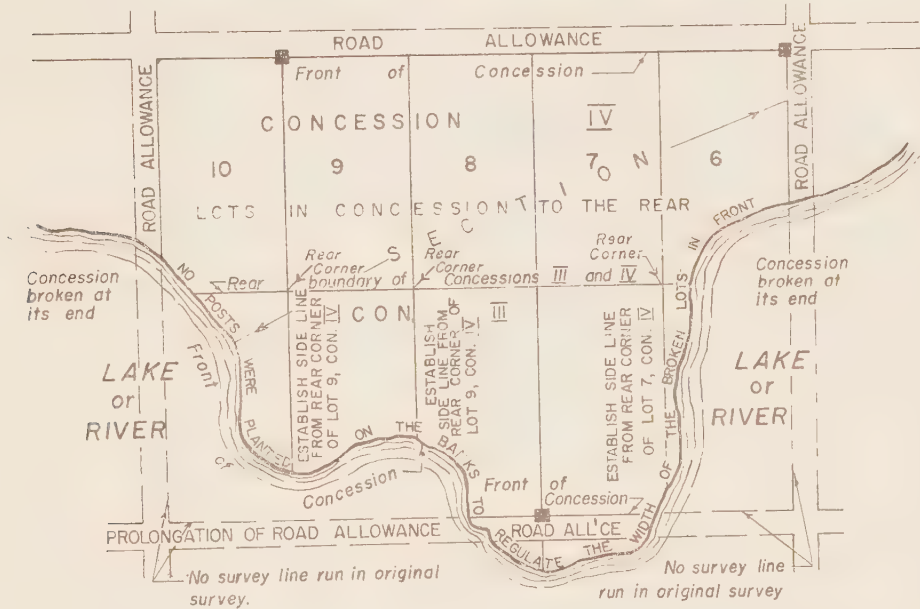 ROAD ALLOWANCE
Front of Concession
ROAD ALLOWANCE
ROAD ALLOWANCE
CONCESSION IV
10 9 8 7 6
SECTION
LCTS IN CONCESSION TO THE REAR
Rear boundary of Concessions III and IV
Rear
Corner
Rear
Corner
Rear
Corner
Concession
broken at
its end
Concession
broken at
its end
NO POSTS WERE PLANTED ON THE BANKS TO REGULATE THE WIDTH OF THE BROKEN LOTS IN FRONT
CON III
ESTABLISH SIDE LINE
FROM REAR CORNER
OF LOT 9, CON. IV
ESTABLISH
SIDE LINE FROM
REAR CORNER OF
LOT 9, CON. IV
ESTABLISH SIDE LINE
FROM REAR CORNER
OF LOT 7, CON. IV
LAKE
or
RIVER
LAKE
or
RIVER
Front of Concession
Front of
Concession
PROLONGATION OF ROAD ALLOWANCE
ROAD ALL'CE
No survey line run in original
survey.
No survey line
run in original survey